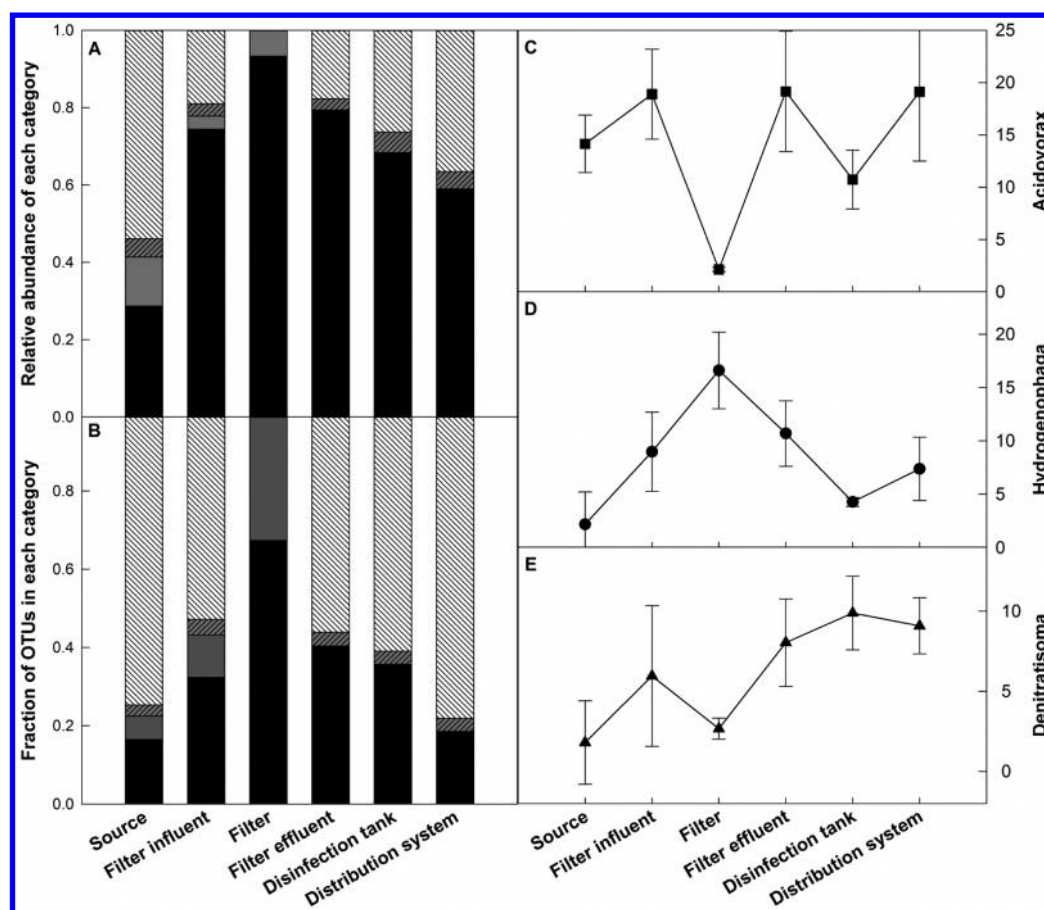 A
Relative abundance of each category
1.0
0.8
0.6
0.4
0.2
0.0
B
Fraction of OTUs in each category
0.8
0.6
0.4
0.2
0.0
Source
Filter influent
Filter
Filter effluent
Disinfection tank
Distribution system
C
Acidovorax
25
20
15
10
5
0
D
Hydrogenophaga
20
15
10
5
0
E
Denitratisoma
10
5
0
Source
Filter influent
Filter
Filter effluent
Disinfection tank
Distribution system